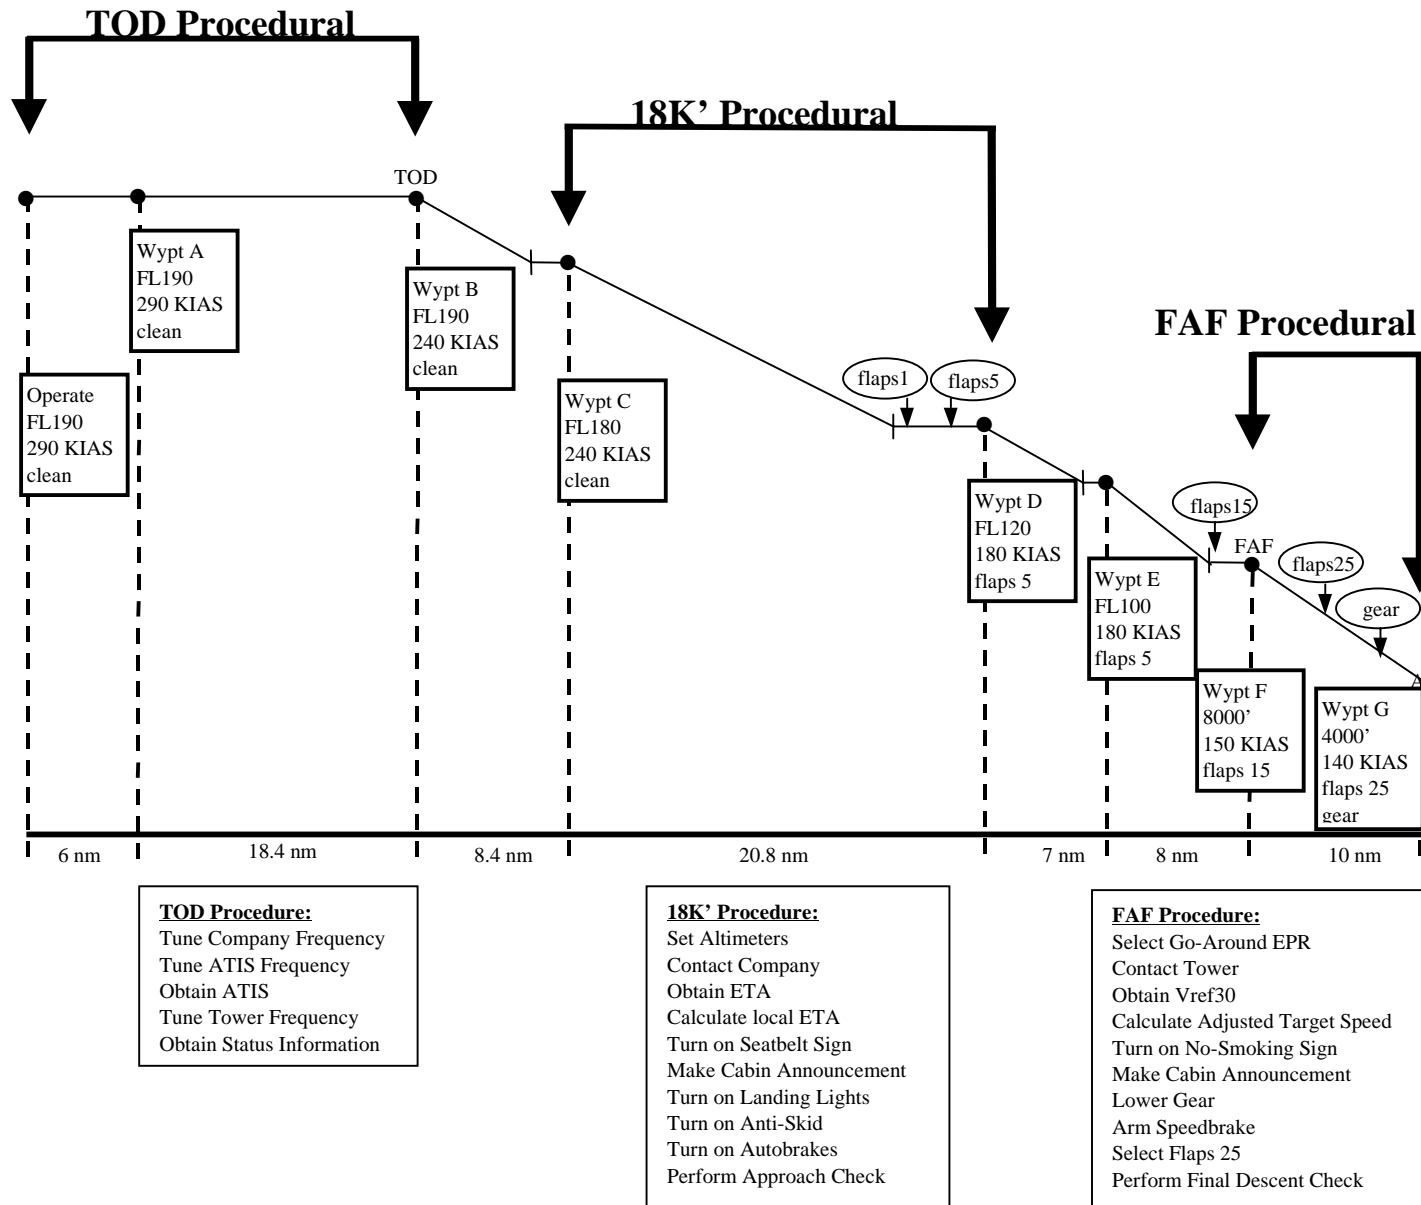 TOD Procedural
18K’ Procedural
FAF Procedural
TOD
Wypt A
FL190
290 KIAS
clean
Operate
FL190
290 KIAS
clean
Wypt B
FL190
240 KIAS
clean
Wypt C
FL180
240 KIAS
clean
flaps1
flaps5
Wypt D
FL120
180 KIAS
flaps 5
Wypt E
FL100
180 KIAS
flaps 5
flaps15
FAF
flaps25
gear
Wypt F
8000’
150 KIAS
flaps 15
Wypt G
4000’
140 KIAS
flaps 25
gear
6 nm
18.4 nm
8.4 nm
20.8 nm
7 nm
8 nm
10 nm
TOD Procedure:
Tune Company Frequency
Tune ATIS Frequency
Obtain ATIS
Tune Tower Frequency
Obtain Status Information
18K’ Procedure:
Set Altimeters
Contact Company
Obtain ETA
Calculate local ETA
Turn on Seatbelt Sign
Make Cabin Announcement
Turn on Landing Lights
Turn on Anti-Skid
Turn on Autobrakes
Perform Approach Check
FAF Procedure:
Select Go-Around EPR
Contact Tower
Obtain Vref30
Calculate Adjusted Target Speed
Turn on No-Smoking Sign
Make Cabin Announcement
Lower Gear
Arm Speedbrake
Select Flaps 25
Perform Final Descent Check